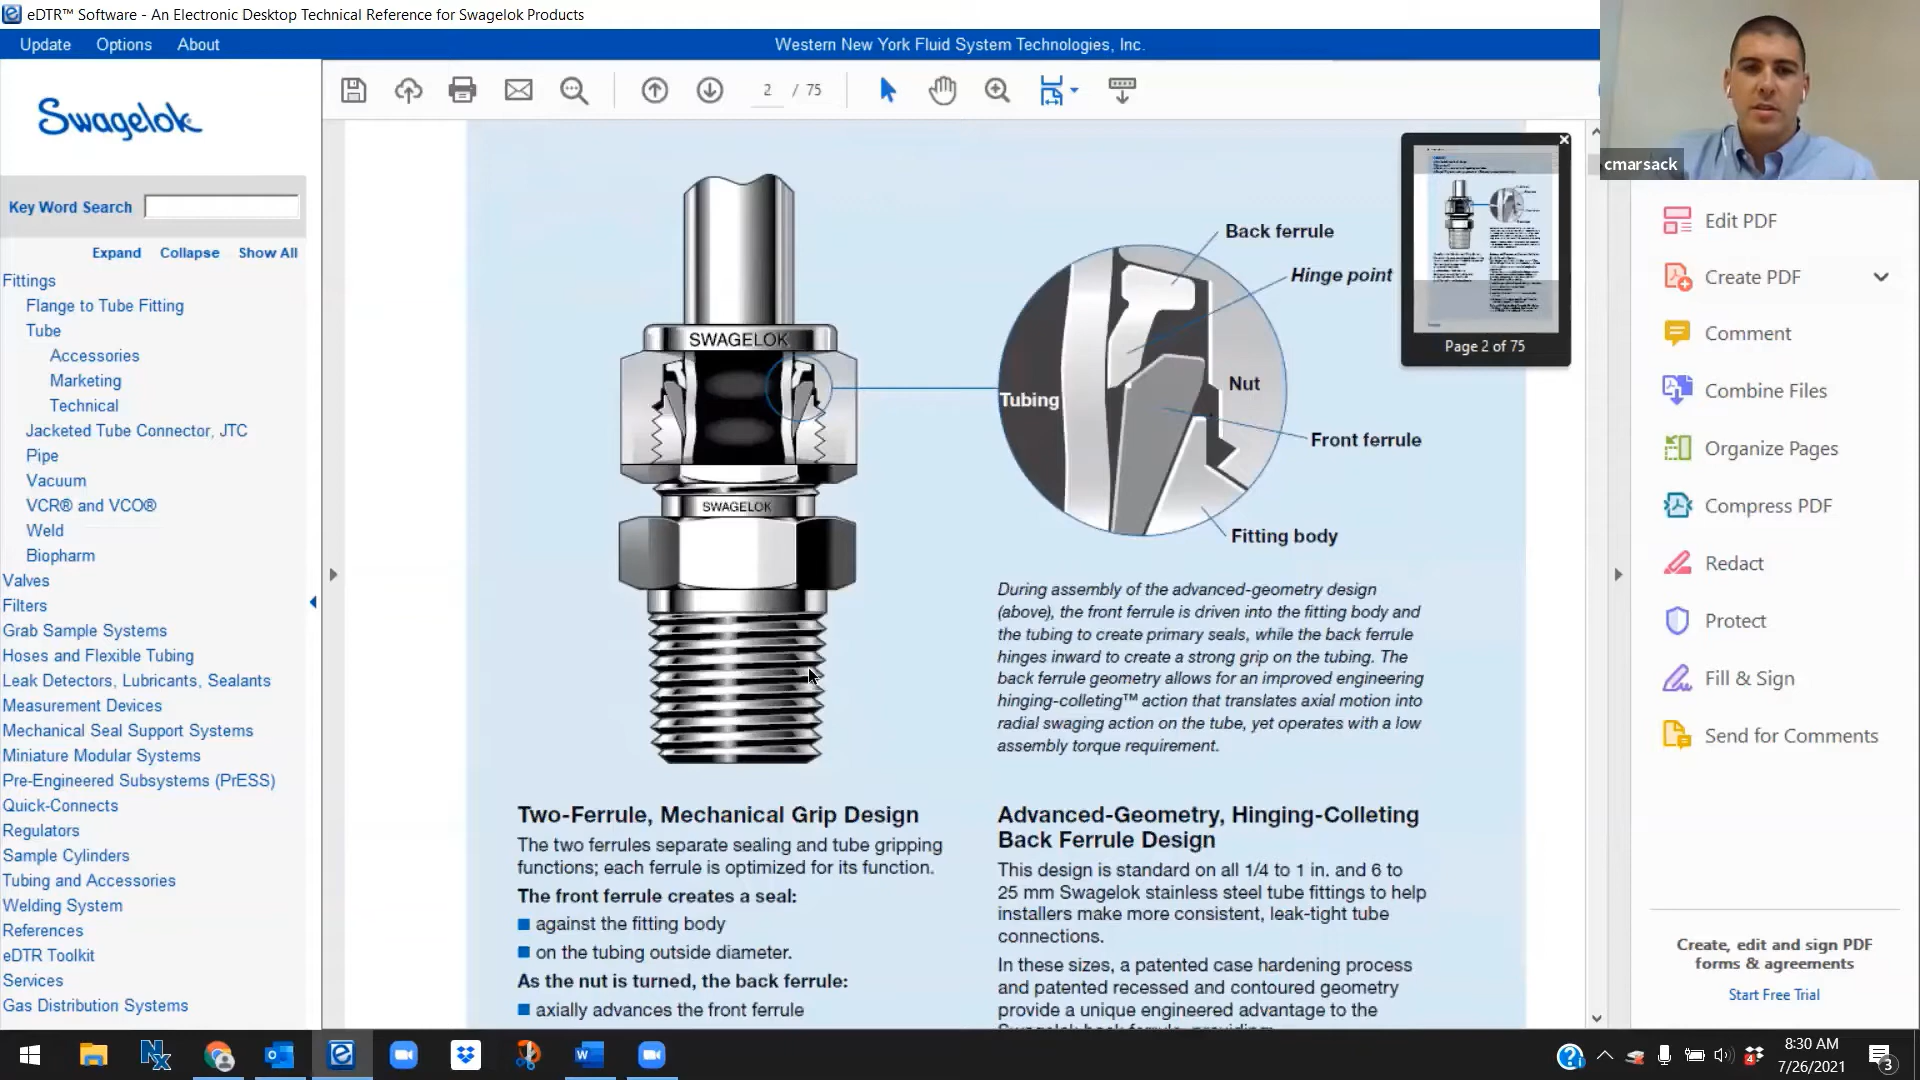 eDTR™ Software - An Electronic Desktop Technical Reference for Swagelok Products
Update Options About
Western New York Fluid System Technologies, Inc.
2 / 75
cmarsack
Swagelok
Key Word Search
Expand Collapse Show All
Fittings
Flange to Tube Fitting
Tube
Accessories
Marketing
Technical
Jacketed Tube Connector, JTC
Pipe
Vacuum
VCR® and VCO®
Weld
Biopharm
Valves
Filters
Grab Sample Systems
Hoses and Flexible Tubing
Leak Detectors, Lubricants, Sealants
Measurement Devices
Mechanical Seal Support Systems
Miniature Modular Systems
Pre-Engineered Subsystems (PrESS)
Quick-Connects
Regulators
Sample Cylinders
Tubing and Accessories
Welding System
References
eDTR Toolkit
Services
Gas Distribution Systems
SWAGELOK
SWAGELOK
Back ferrule
Hinge point
Tubing
Nut
Front ferrule
Fitting body
During assembly of the advanced-geometry design
(above), the front ferrule is driven into the fitting body and
the tubing to create primary seals, while the back ferrule
hinges inward to create a strong grip on the tubing. The
back ferrule geometry allows for an improved engineering
hinging-colleting™ action that translates axial motion into
radial swaging action on the tube, yet operates with a low
assembly torque requirement.
Two-Ferrule, Mechanical Grip Design
The two ferrules separate sealing and tube gripping
functions; each ferrule is optimized for its function.
The front ferrule creates a seal:
against the fitting body
on the tubing outside diameter.
As the nut is turned, the back ferrule:
axially advances the front ferrule
Advanced-Geometry, Hinging-Colleting
Back Ferrule Design
This design is standard on all 1/4 to 1 in. and 6 to
25 mm Swagelok stainless steel tube fittings to help
installers make more consistent, leak-tight tube
connections.
In these sizes, a patented case hardening process
and patented recessed and contoured geometry
provide a unique engineered advantage to the
Page 2 of 75
Edit PDF
Create PDF
Comment
Combine Files
Organize Pages
Compress PDF
Redact
Protect
Fill & Sign
Send for Comments
Create, edit and sign PDF
forms & agreements
Start Free Trial
8:30 AM
7/26/2021
3